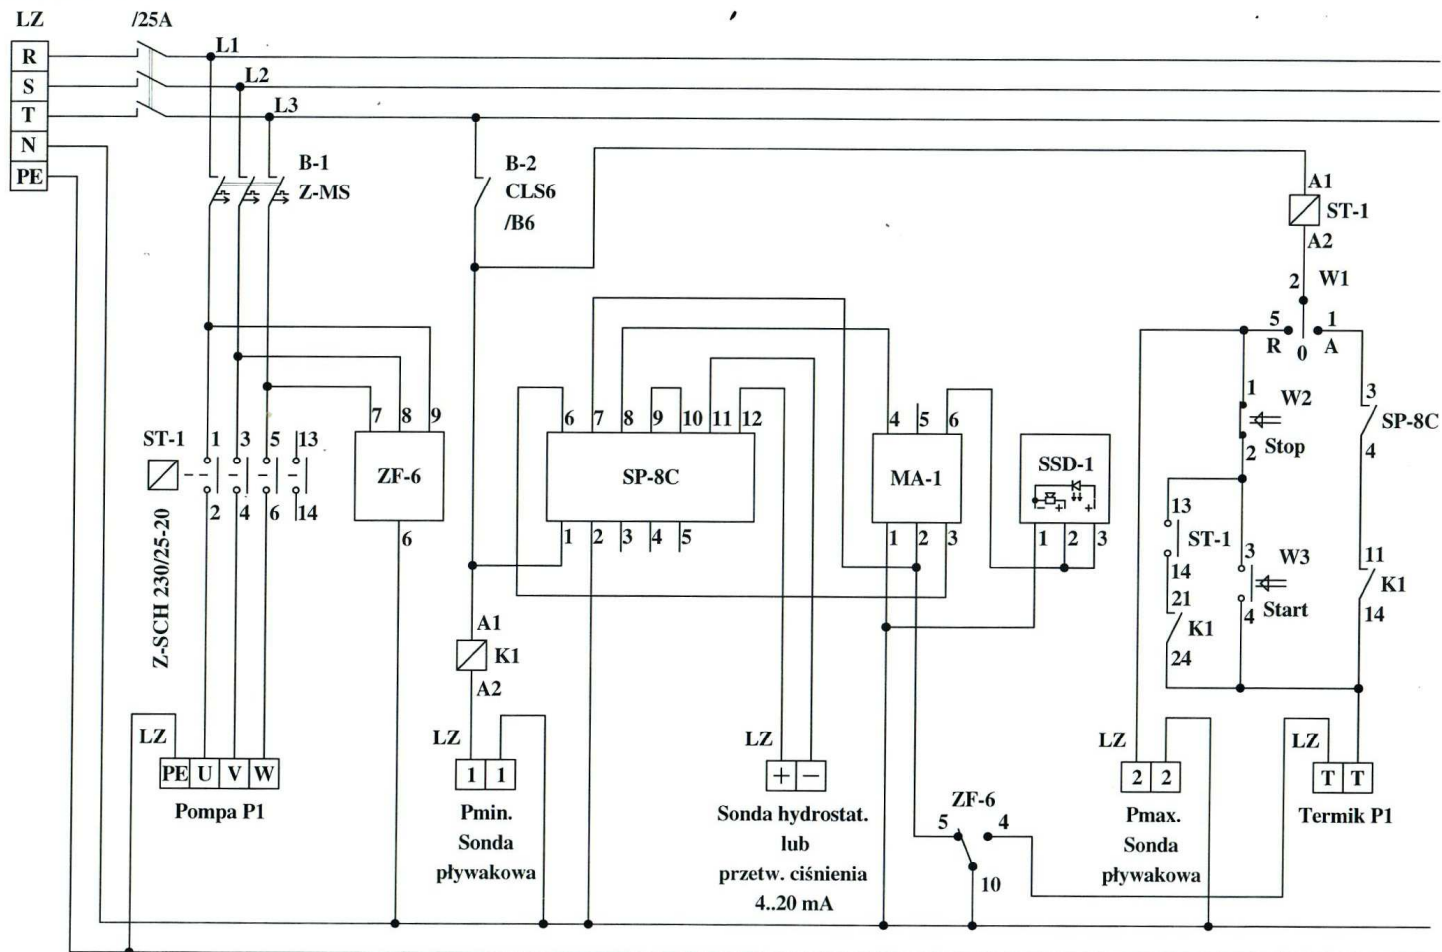 LZ
/25A
R
S
T
N
PE
L1
L2
L3
B-1
Z-MS
B-2
CLS6
/B6
A1
ST-1
A2
2
W1
5
1
R
0
A
1
W2
Stop
2
3
SP-8C
4
ST-1
1
3
5
13
2
4
6
14
Z-SCH 230/25-20
7
8
9
ZF-6
6
6
7
8
9
10
11
12
SP-8C
1
2
3
4
5
4
5
6
MA-1
1
2
3
SSD-1
- +
+
1
2
3
13
ST-1
14
21
K1
24
3
W3
4
Start
11
K1
14
A1
K1
A2
LZ
PE U V W
Pompa P1
LZ
1 1
Pmin.
Sonda
pływakowa
LZ
+ −
Sonda hydrostat.
lub
przetw. ciśnienia
4..20 mA
ZF-6
5
4
10
LZ
2 2
Pmax.
Sonda
pływakowa
LZ
T T
Termik P1